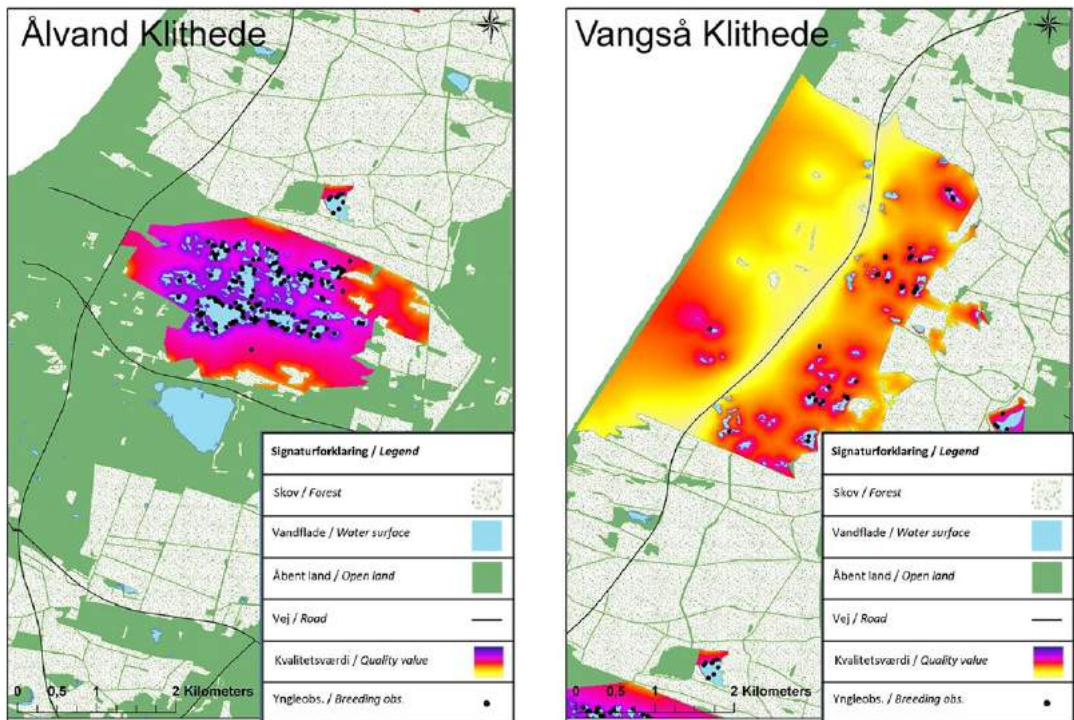 Ålvand Klithede
Signaturforklaring / Legend
Skov / Forest
Vandflade / Water surface
Åbent land / Open land
Vej / Road
Kvalitetsværdi / Quality value
0 0,5 1 2 Kilometers
Yngleobs. / Breeding obs.
Vangså Klithede
Signaturforklaring / Legend
Skov / Forest
Vandflade / Water surface
Åbent land / Open land
Vej / Road
Kvalitetsværdi / Quality value
0 0,5 1 2 Kilometers
Yngleobs. / Breeding obs.